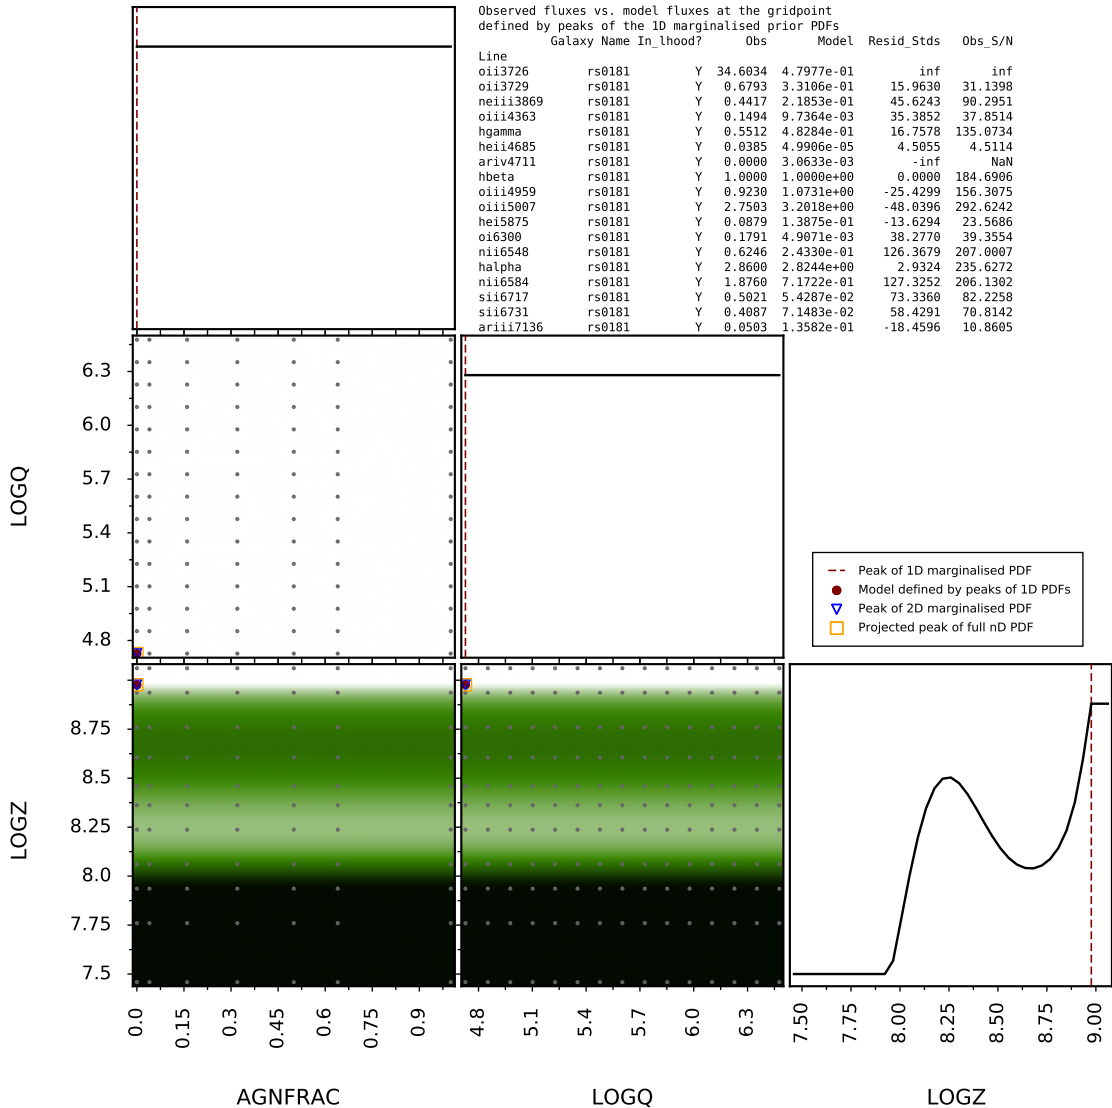 Observed fluxes vs. model fluxes at the gridpoint
defined by peaks of the 1D marginalised prior PDFs
Galaxy Name In_lhood? Obs Model Resid_Stds Obs_S/N
Line
oii3726 rs0181 Y 34.6034 4.7977e-01 inf inf
oii3729 rs0181 Y 0.6793 3.3106e-01 15.9630 31.1398
neiii3869 rs0181 Y 0.4417 2.1853e-01 45.6243 90.2951
oiii4363 rs0181 Y 0.1494 9.7364e-03 35.3852 37.8514
hgamma rs0181 Y 0.5512 4.8284e-01 16.7578 135.0734
heii4685 rs0181 Y 0.0385 4.9906e-05 4.5055 4.5114
ariv4711 rs0181 Y 0.0000 3.0633e-03 -inf NaN
hbeta rs0181 Y 1.0000 1.0000e+00 0.0000 184.6906
oiii4959 rs0181 Y 0.9230 1.0731e+00 -25.4299 156.3075
oiii5007 rs0181 Y 2.7503 3.2018e+00 -48.0396 292.6242
hei5875 rs0181 Y 0.0879 1.3875e-01 -13.6294 23.5686
oi6300 rs0181 Y 0.1791 4.9071e-03 38.2770 39.3554
nii6548 rs0181 Y 0.6246 2.4330e-01 126.3679 207.0007
halpha rs0181 Y 2.8600 2.8244e+00 2.9324 235.6272
nii6584 rs0181 Y 1.8760 7.1722e-01 127.3252 206.1302
sii6717 rs0181 Y 0.5021 5.4287e-02 73.3360 82.2258
sii6731 rs0181 Y 0.4087 7.1483e-02 58.4291 70.8142
ariii7136 rs0181 Y 0.0503 1.3582e-01 -18.4596 10.8605
LOGQ
6.3
6.0
5.7
5.4
5.1
4.8
Peak of 1D marginalised PDF
Model defined by peaks of 1D PDFs
Peak of 2D marginalised PDF
Projected peak of full nD PDF
LOGZ
8.75
8.5
8.25
8.0
7.75
7.5
0.0 0.15 0.3 0.45 0.6 0.75 0.9
4.8 5.1 5.4 5.7 6.0 6.3
7.50 7.75 8.00 8.25 8.50 8.75 9.00
AGNFRAC LOGQ LOGZ